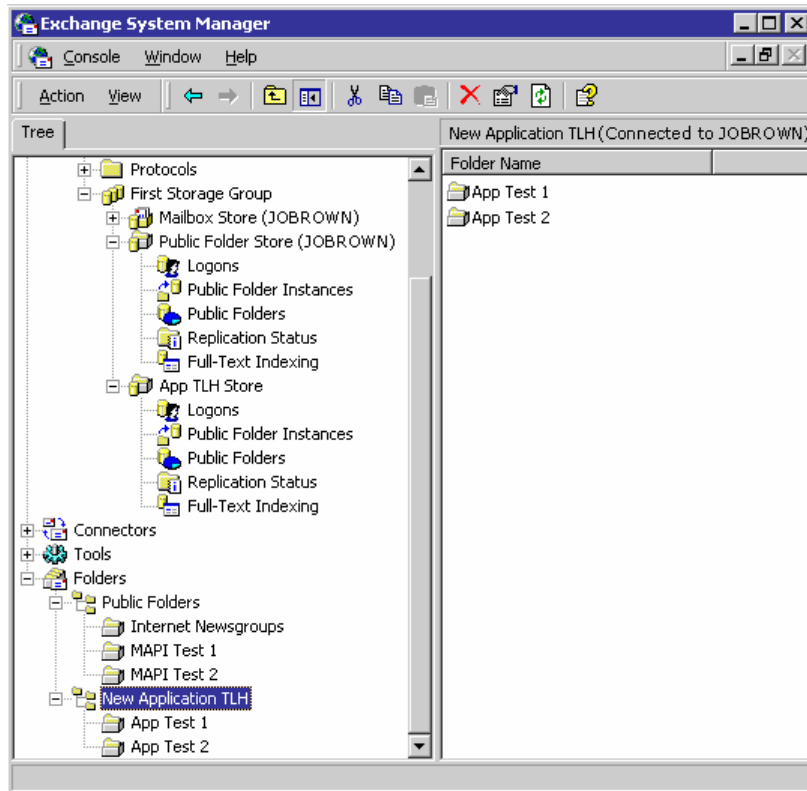 Exchange System Manager
Console Window Help
Action View
Tree
New Application TLH(Connected to JOBROWN)
Folder Name
Protocols
First Storage Group
Mailbox Store (JOBROWN)
Public Folder Store (JOBROWN)
Logons
Public Folder Instances
Public Folders
Replication Status
Full-Text Indexing
App TLH Store
Logons
Public Folder Instances
Public Folders
Replication Status
Full-Text Indexing
Connectors
Tools
Folders
Public Folders
Internet Newsgroups
MAPI Test 1
MAPI Test 2
New Application TLH
App Test 1
App Test 2
App Test 1
App Test 2